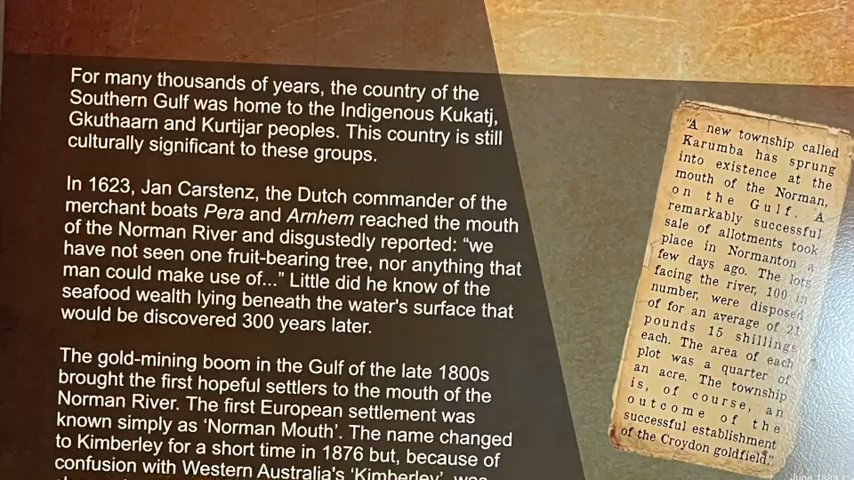 For many thousands of years, the country of the
Southern Gulf was home to the Indigenous Kukatj,
Gkuthaarn and Kurtijar peoples. This country is still
culturally significant to these groups.
In 1623, Jan Carstenz, the Dutch commander of the
merchant boats Pera and Arnhem reached the mouth
of the Norman River and disgustedly reported: “we
have not seen one fruit-bearing tree, nor anything that
man could make use of...” Little did he know of the
seafood wealth lying beneath the water's surface that
would be discovered 300 years later.
The gold-mining boom in the Gulf of the late 1800s
brought the first hopeful settlers to the mouth of the
Norman River. The first European settlement was
known simply as ‘Norman Mouth’. The name changed
to Kimberley for a short time in 1876 but, because of
confusion with Western Australia's ‘Kimberley’, was
"A new township called
Karumba has sprung
into existence at the
mouth of the Norman,
on the Gulf. A
remarkably successful
sale of allotments took
place in Normanton a
few days ago. The lots
facing the river, 100 in
number, were disposed
of for an average of 21
pounds 15 shillings
each. The area of each
plot was a quarter of
an acre. The township
is, of course, an
outcome of the
successful establishment
of the Croydon goldfield."
June